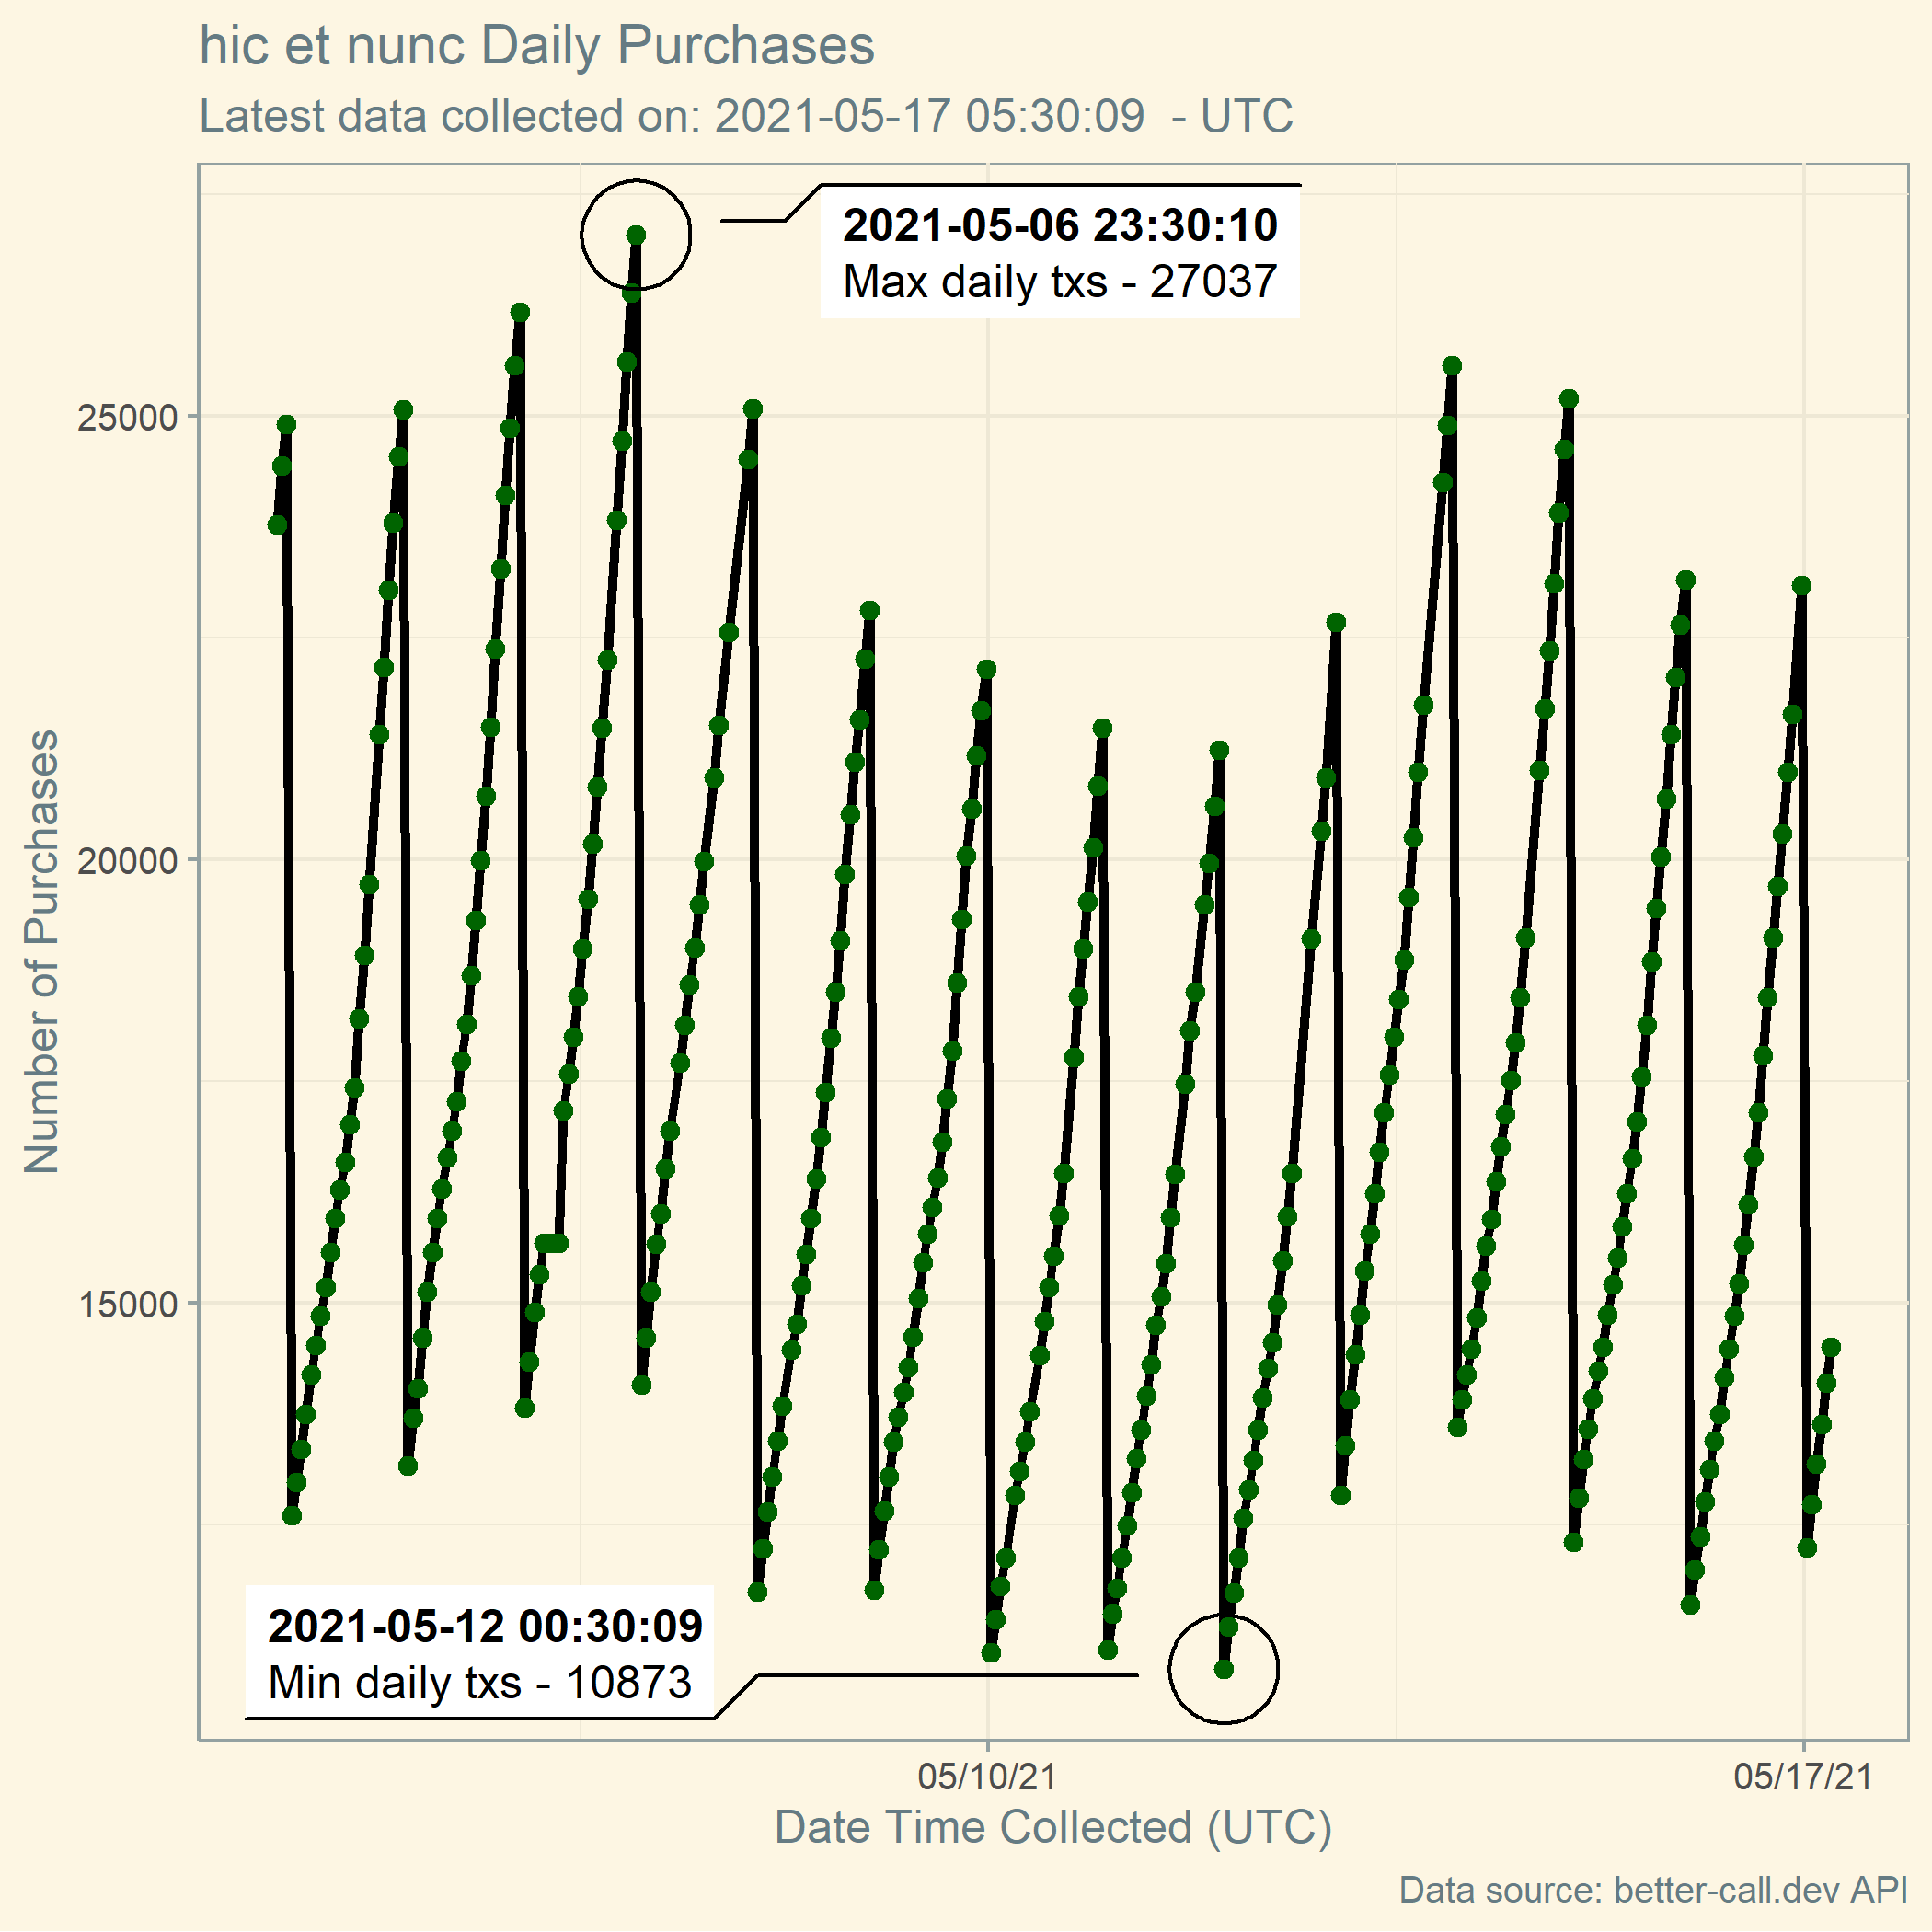 hic et nunc Daily Purchases
Latest data collected on: 2021-05-17 05:30:09  - UTC
2021-05-06 23:30:10
Max daily txs - 27037
25000
20000
15000
Number of Purchases
2021-05-12 00:30:09
Min daily txs - 10873
05/10/21
05/17/21
Date Time Collected (UTC)
Data source: better-call.dev API